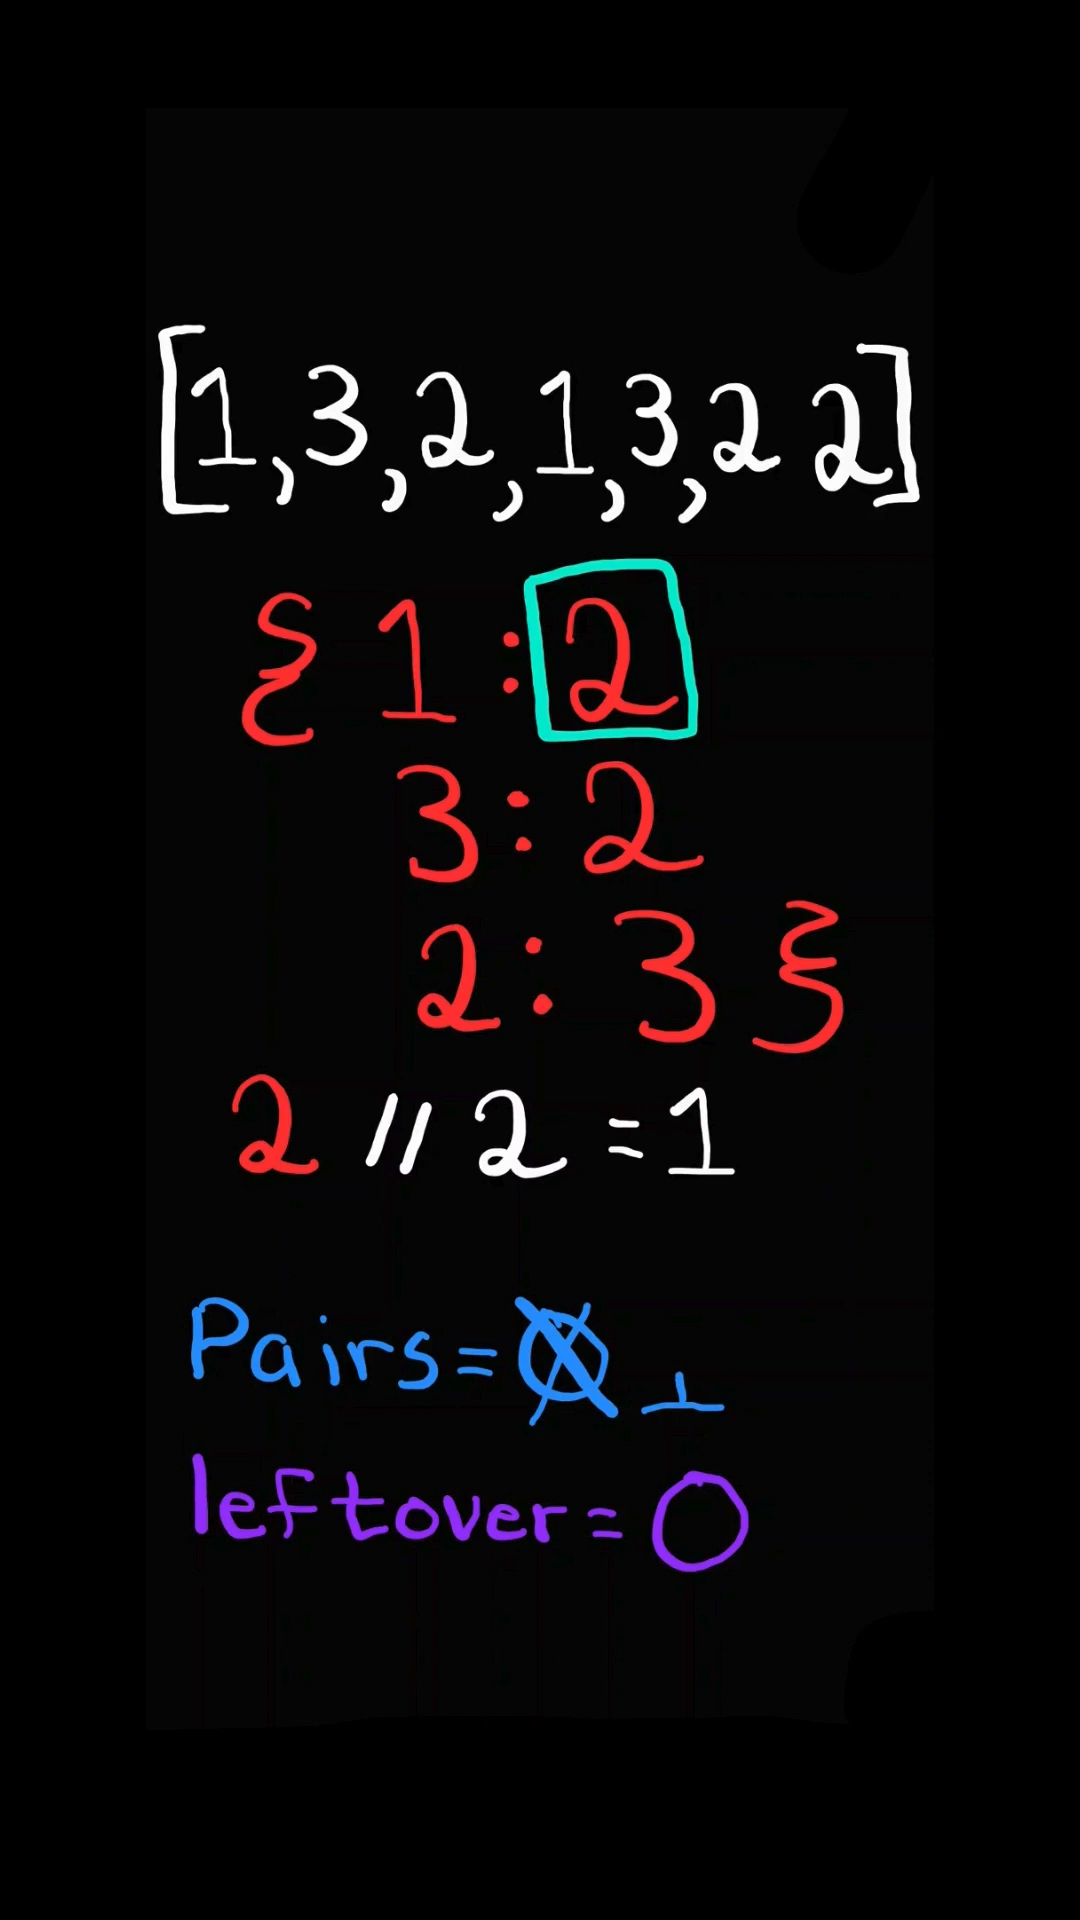 [1,3,2,1,3,2 2]
{ 1 : 2
3 : 2
2 : 3 }
2 // 2 = 1
Pairs = 0 1
leftover = 0